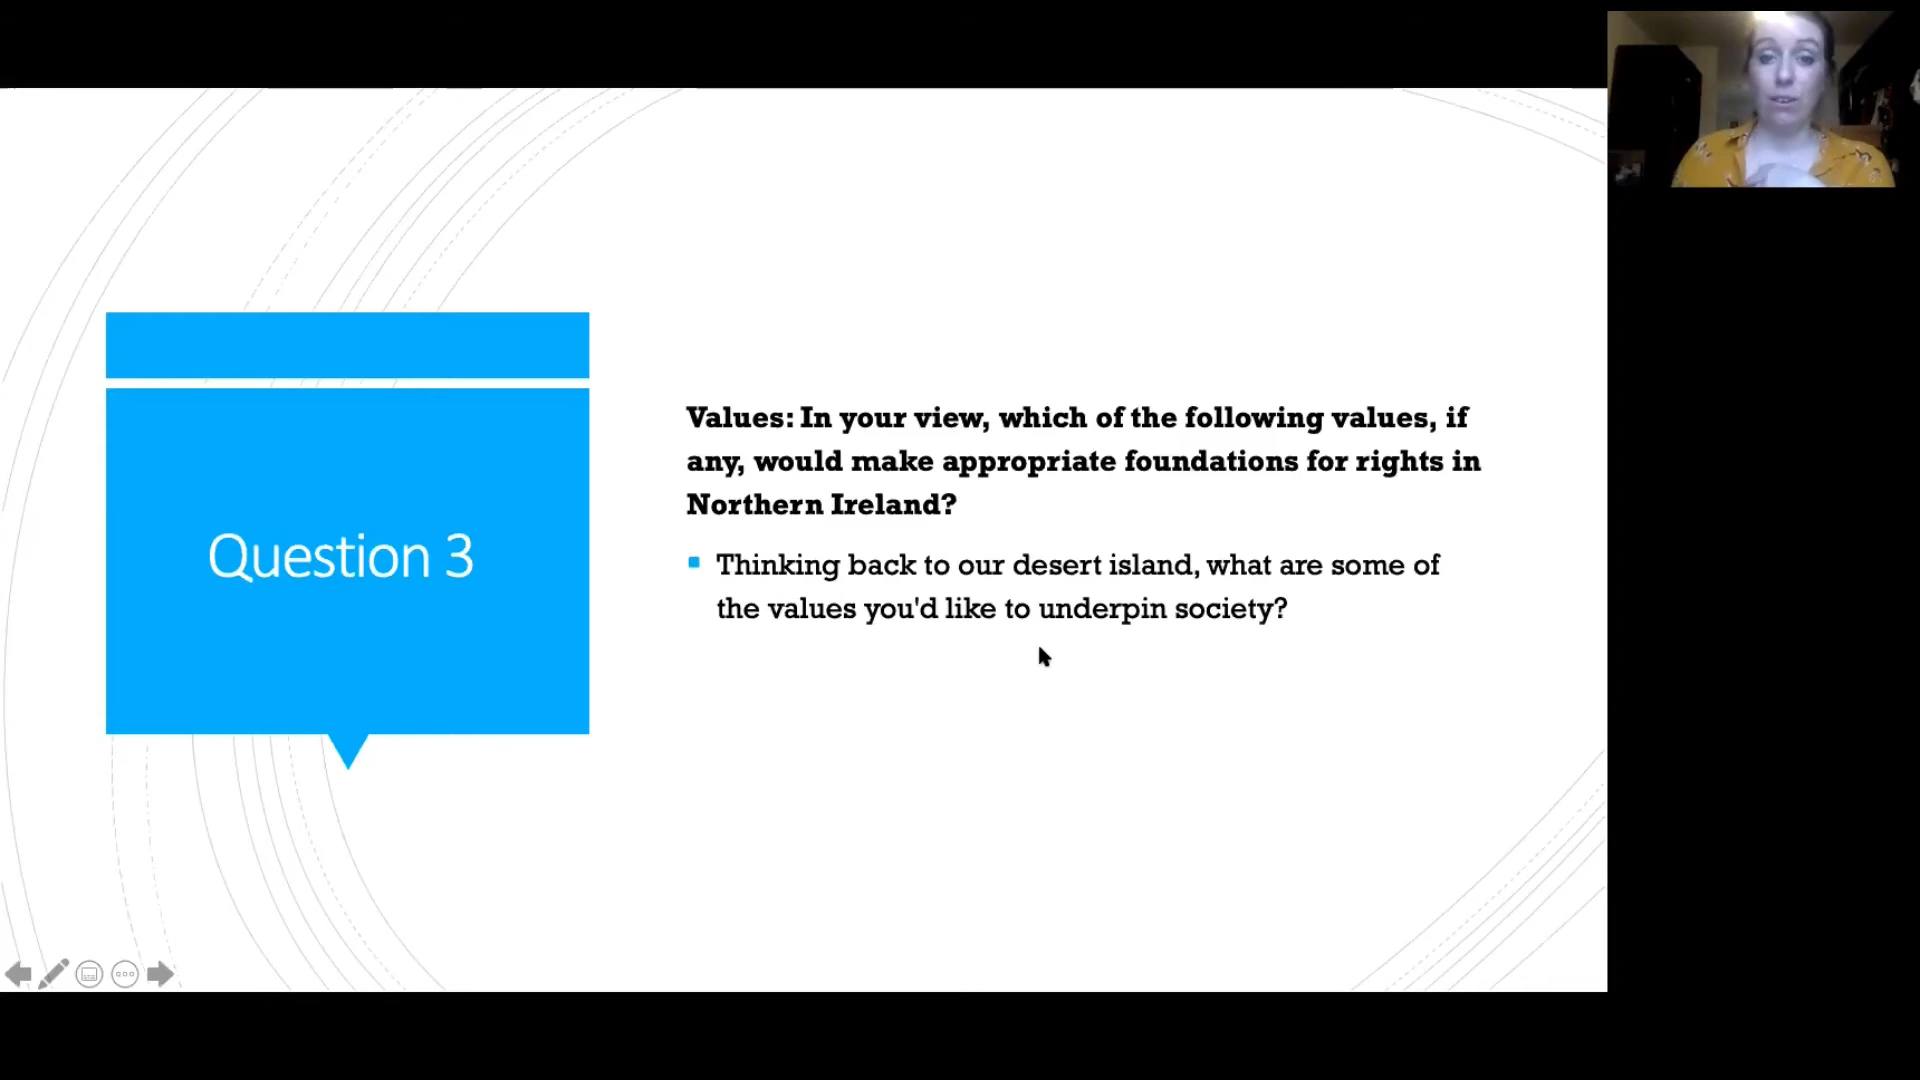 Question 3
Values: In your view, which of the following values, if
any, would make appropriate foundations for rights in
Northern Ireland?
Thinking back to our desert island, what are some of
the values you'd like to underpin society?